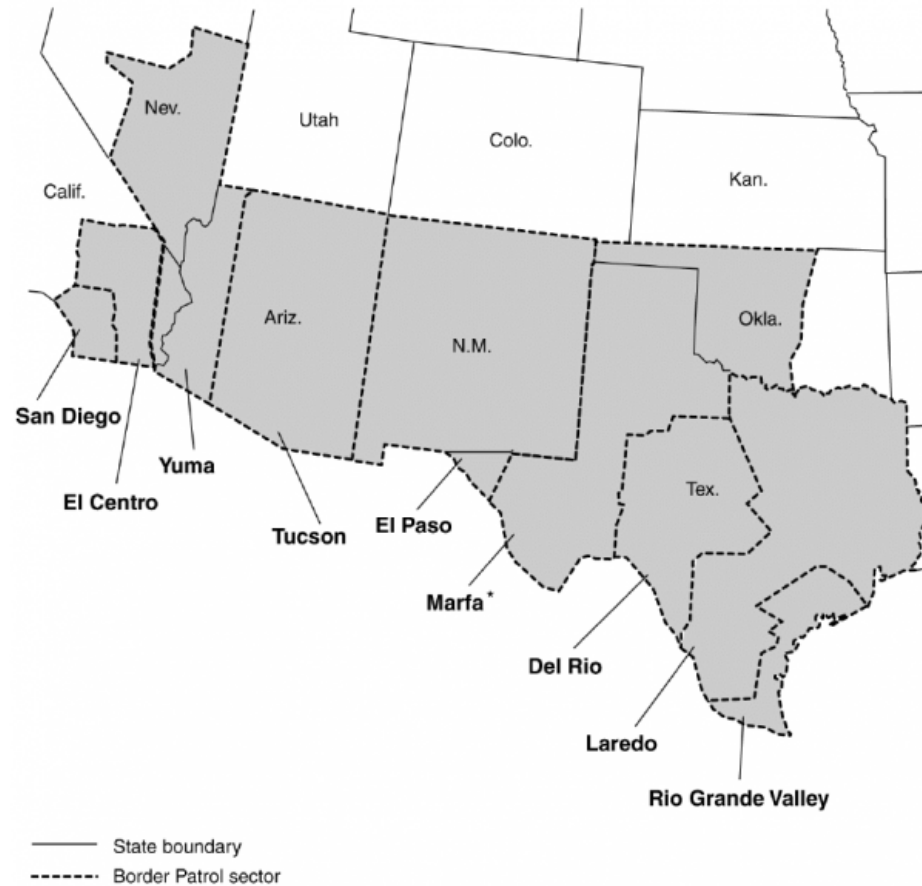 Nev.
Utah
Colo.
Kan.
Calif.
Ariz.
N.M.
Okla.
Tex.
San Diego
Yuma
El Centro
Tucson
El Paso
Marfa*
Del Rio
Laredo
Rio Grande Valley
State boundary
Border Patrol sector